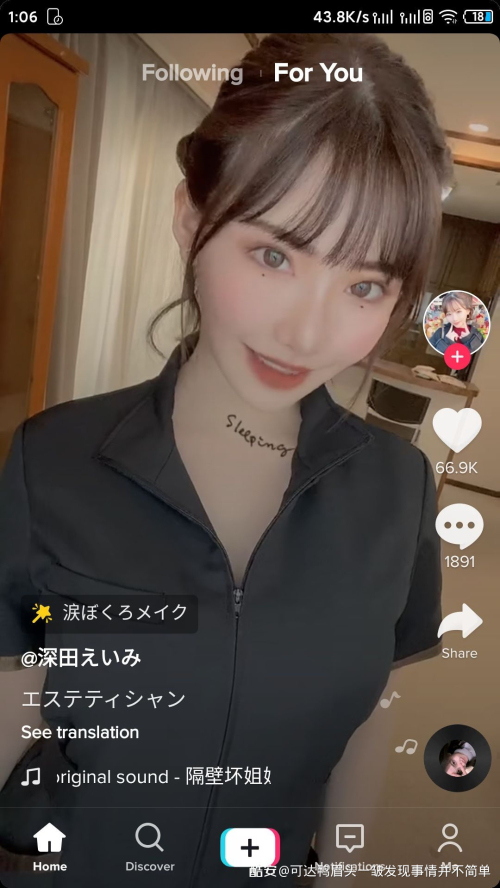 1:06
43.8K/s
18
Following
For You
Sleeping
66.9K
1891
涙ぼくろメイク
@深田えいみ
Share
エステティシャン
See translation
original sound - 隔壁坏姐姐
Home
Discover
Notifications
Me
酷安@可达鸭眉头一皱发现事情并不简单